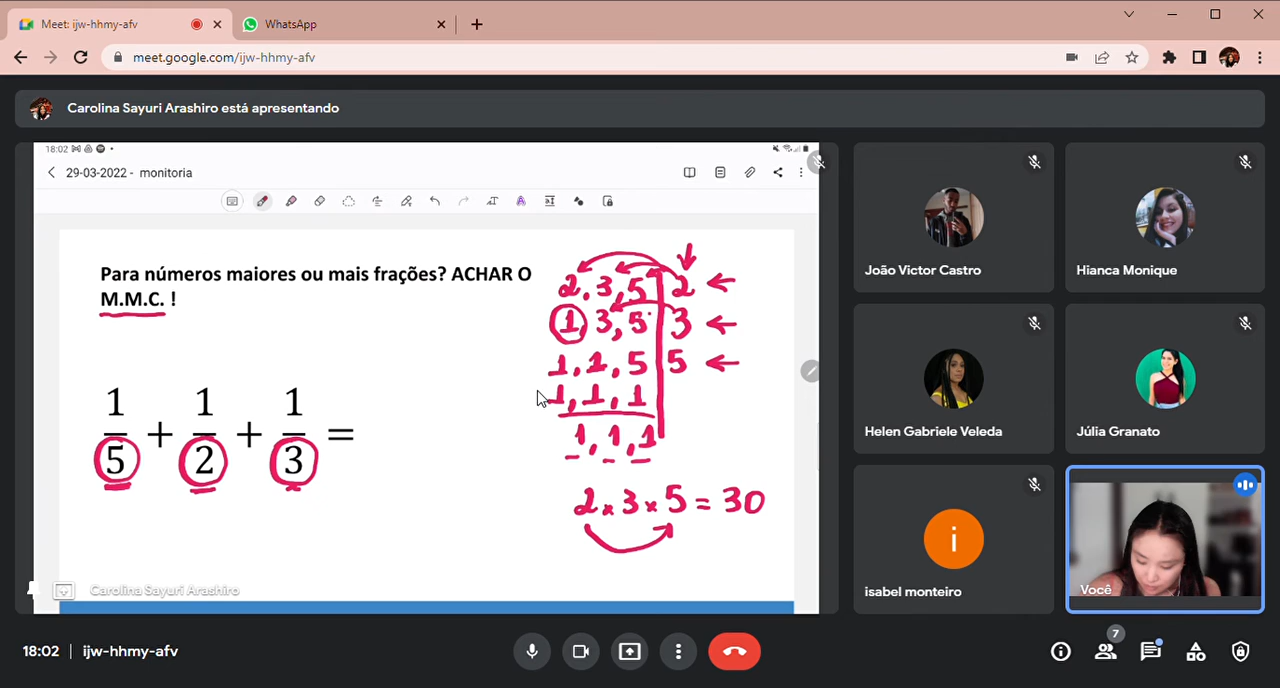 Meet: ijw-hhmy-afv
WhatsApp
meet.google.com/ijw-hhmy-afv
Carolina Sayuri Arashiro está apresentando
18:02
29-03-2022 - monitoria
Para números maiores ou mais frações? ACHAR O
M.M.C. !
1/5 + 1/2 + 1/3 =
2, 3, 5 | 2
1 3, 5 | 3
1, 1, 5 | 5
1, 1, 1
1, 1, 1
2 x 3 x 5 = 30
Carolina Sayuri Arashiro
João Victor Castro
Hianca Monique
Helen Gabriele Veleda
Júlia Granato
i
isabel monteiro
Você
18:02 | ijw-hhmy-afv
7